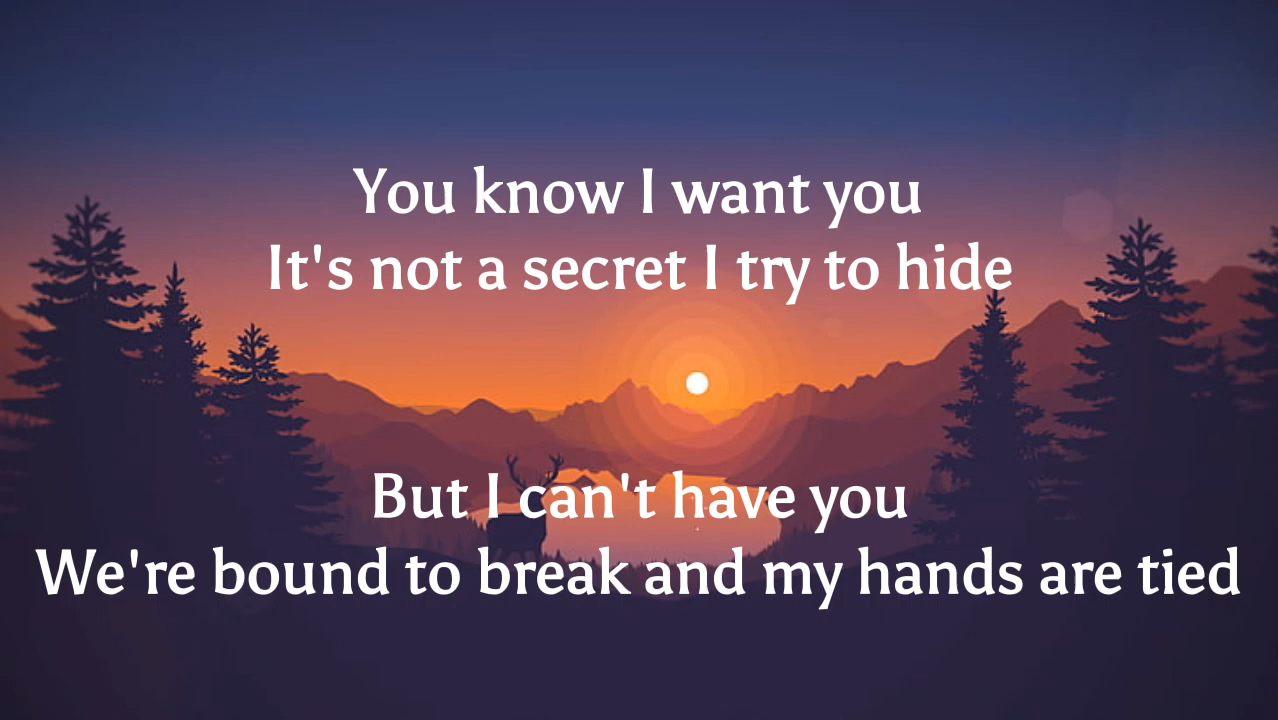 You know I want you
It's not a secret I try to hide
But I can't have you
We're bound to break and my hands are tied